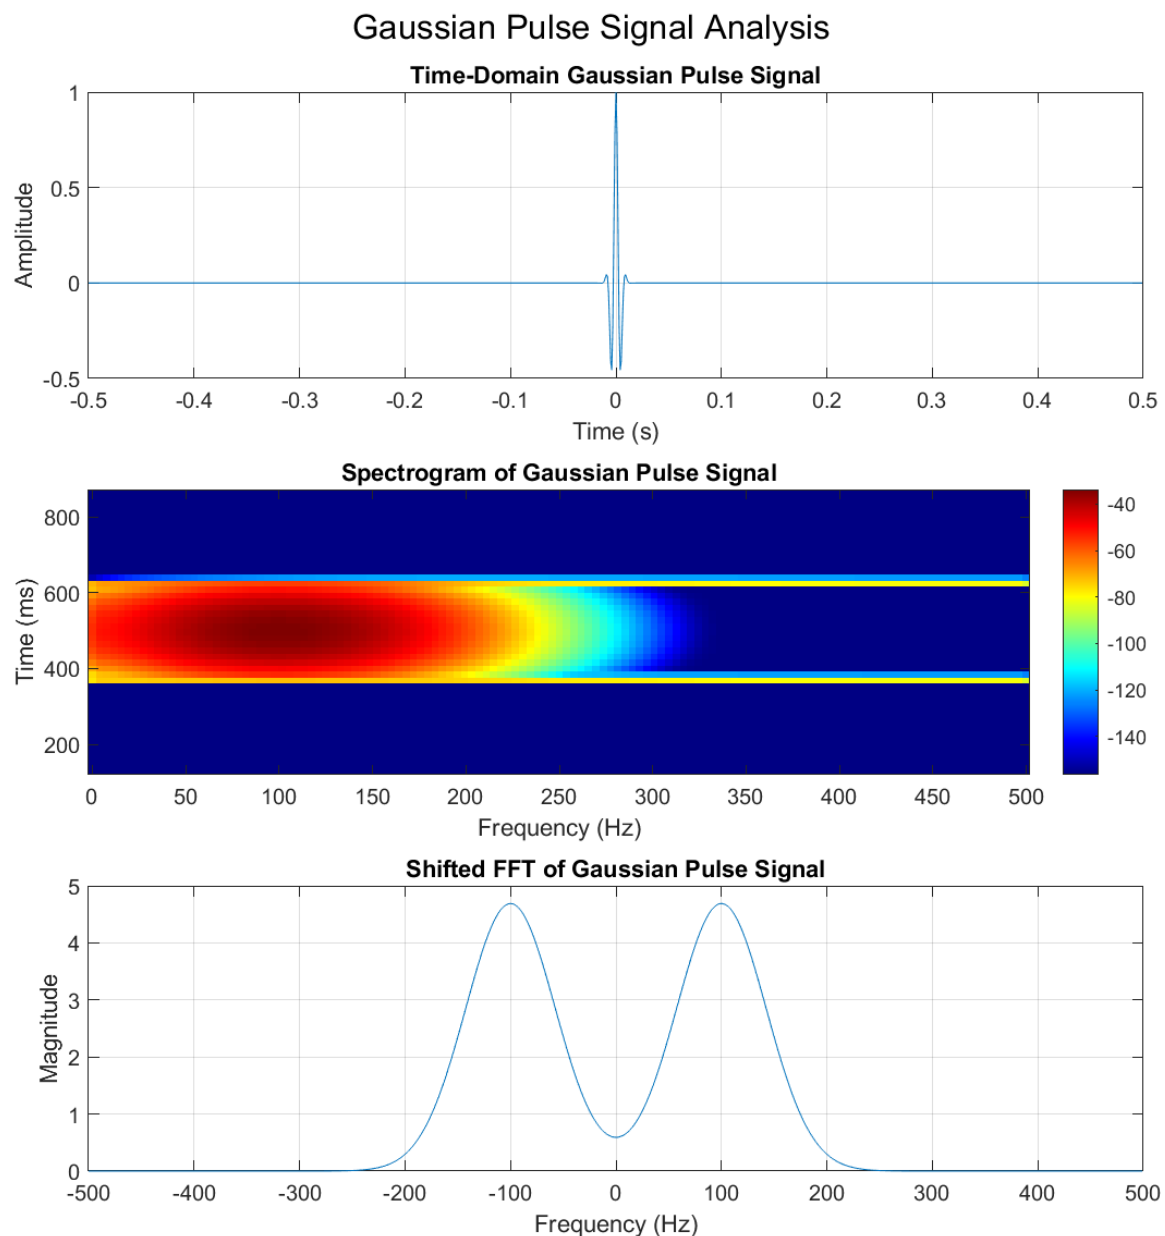 Gaussian Pulse Signal Analysis
Time-Domain Gaussian Pulse Signal
1
0.5
0
-0.5
Amplitude
-0.5 -0.4 -0.3 -0.2 -0.1 0 0.1 0.2 0.3 0.4 0.5
Time (s)
Spectrogram of Gaussian Pulse Signal
800
600
400
200
Time (ms)
-40
-60
-80
-100
-120
-140
0 50 100 150 200 250 300 350 400 450 500
Frequency (Hz)
Shifted FFT of Gaussian Pulse Signal
5
4
3
2
1
0
Magnitude
-500 -400 -300 -200 -100 0 100 200 300 400 500
Frequency (Hz)